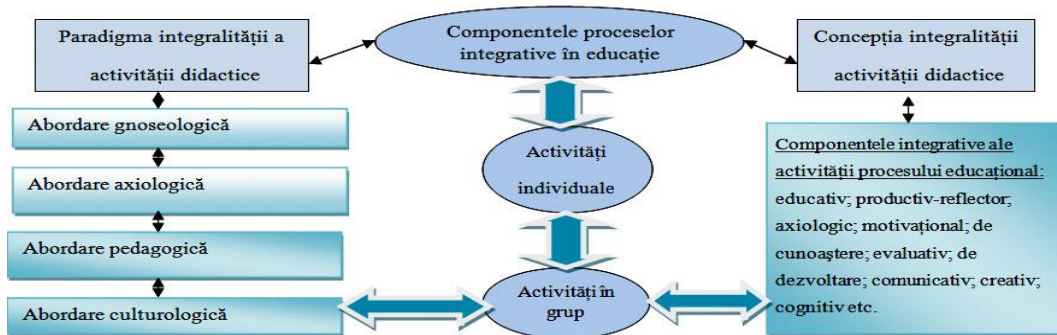 Paradigma integralității a
activității didactice
Componentele proceselor
integrative în educație
Concepția integralității
activității didactice
Abordare gnoseologică
Abordare axiologică
Abordare pedagogică
Abordare culturologică
Activități
individuale
Activități în
grup
Componentele integrative ale
activității procesului educațional:
educativ; productiv-reflector;
axiologic; motivațional; de
cunoaștere; evaluativ; de
dezvoltare; comunicativ; creativ;
cognitiv etc.